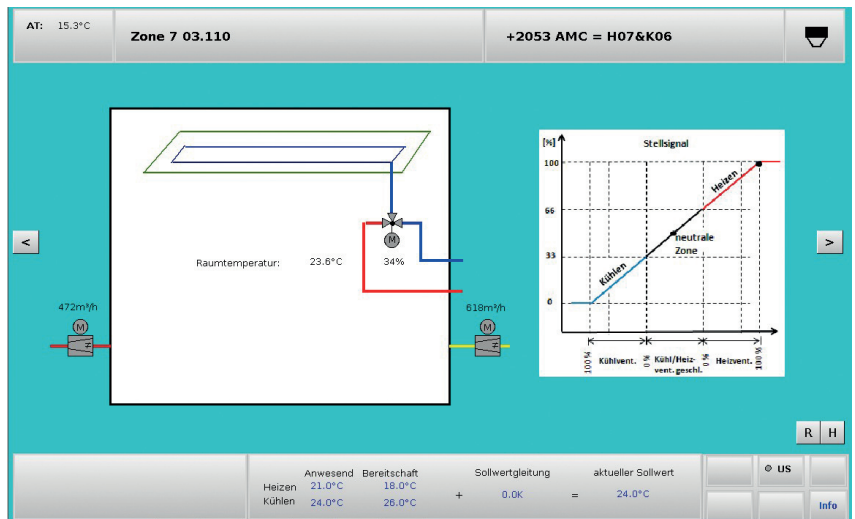 AT: 15.3°C
Zone 7 03.110
+2053 AMC = H07&K06
<
>
Raumtemperatur: 23.6°C
34%
M
472m³/h
M
618m³/h
M
[%]
Stellsignal
100
66
33
0
Heizen
neutrale
Zone
Kühlen
100 %
Kühlvent.
0 %
Kühl/Heiz-
vent. geschl.
0 %
Heizvent.
100 %
R H
Anwesend Bereitschaft Sollwertgleitung aktueller Sollwert
Heizen 21.0°C 18.0°C
Kühlen 24.0°C 26.0°C + 0.0K = 24.0°C
US
Info